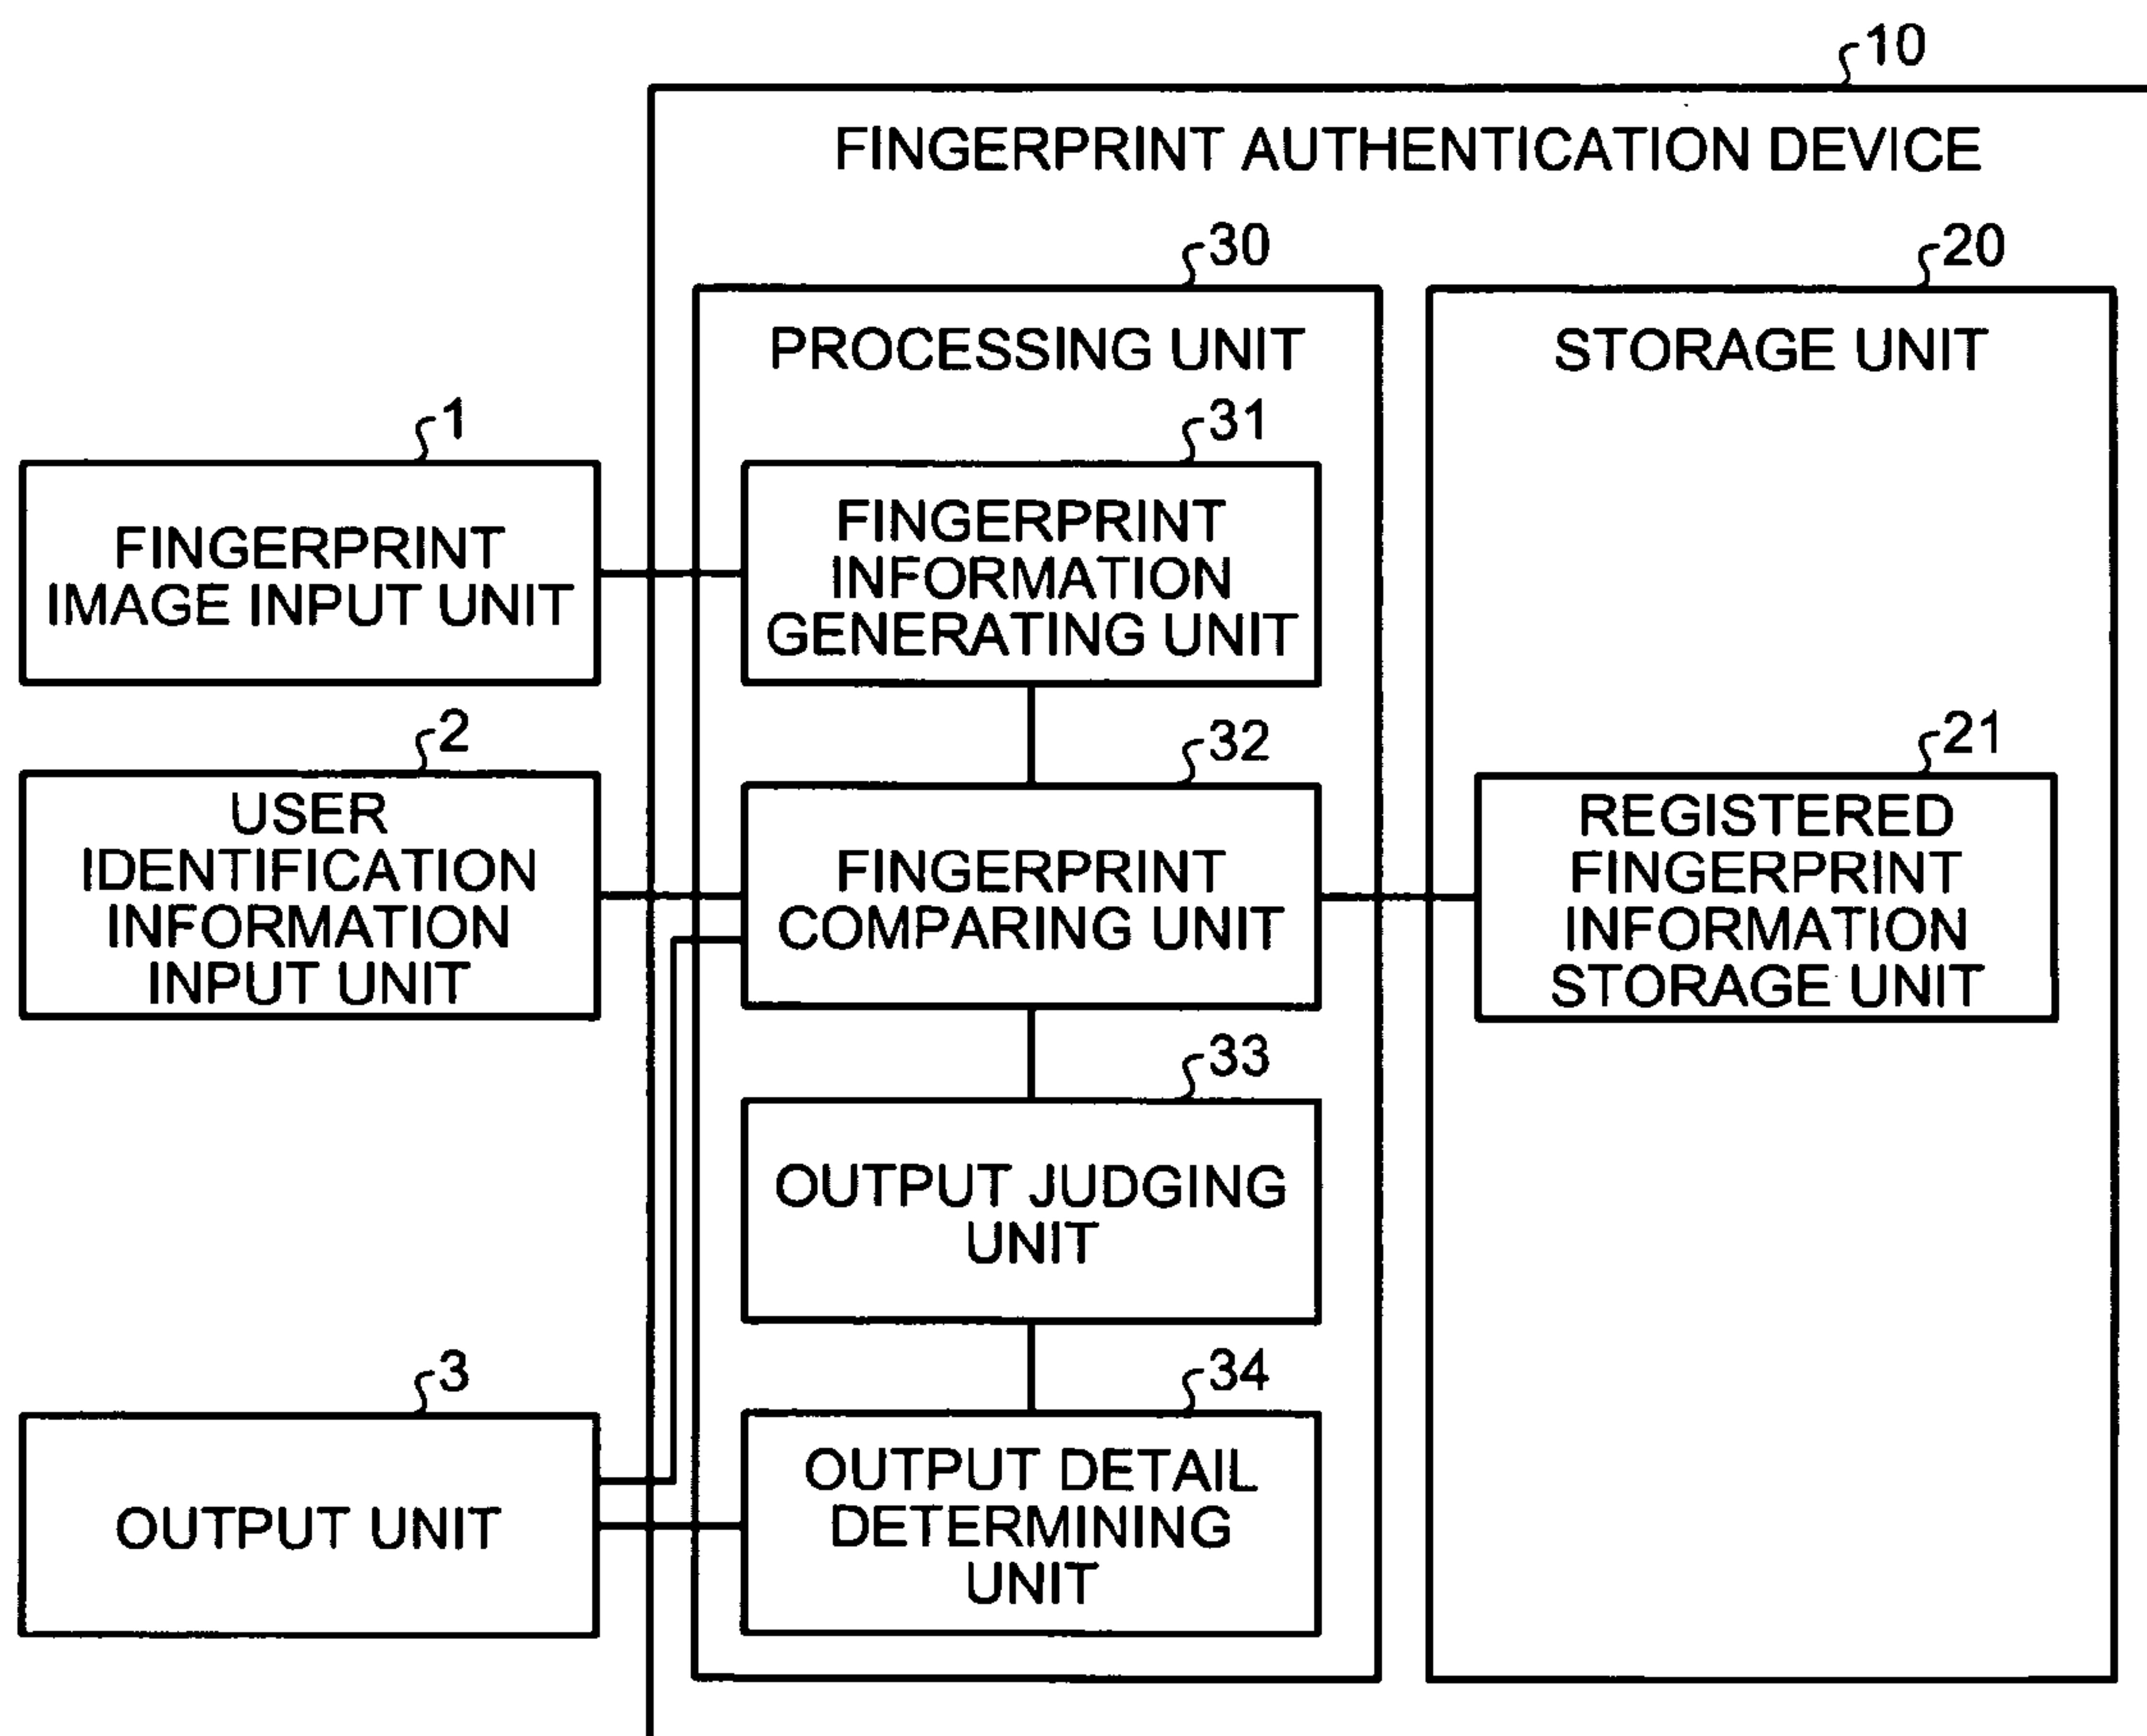 10
FINGERPRINT AUTHENTICATION DEVICE
30
20
PROCESSING UNIT
STORAGE UNIT
1
31
FINGERPRINT
IMAGE INPUT UNIT
FINGERPRINT
INFORMATION
GENERATING UNIT
2
32
21
USER
IDENTIFICATION
INFORMATION
INPUT UNIT
FINGERPRINT
COMPARING UNIT
REGISTERED
FINGERPRINT
INFORMATION
STORAGE UNIT
33
OUTPUT JUDGING
UNIT
3
34
OUTPUT UNIT
OUTPUT DETAIL
DETERMINING
UNIT